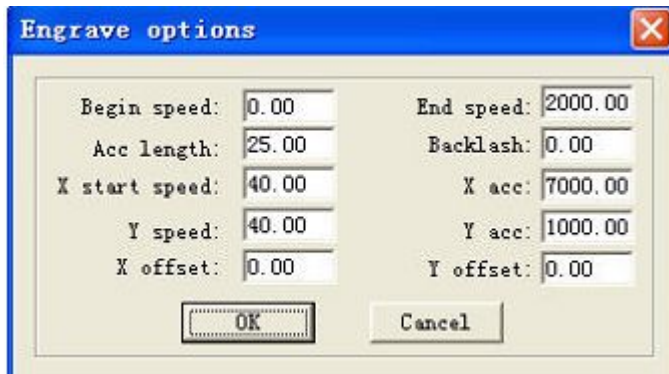 Engrave options
Begin speed: 0.00 End speed: 2000.00
Acc length: 25.00 Backlash: 0.00
X start speed: 40.00 X acc: 7000.00
Y speed: 40.00 Y acc: 1000.00
X offset: 0.00 Y offset: 0.00
OK Cancel